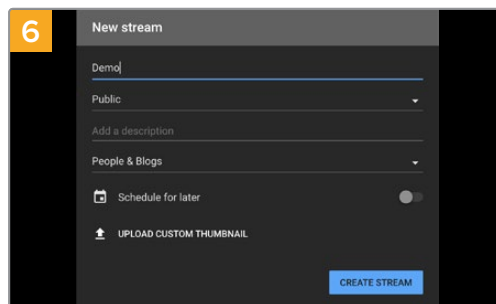 6
New stream
Demo
Public
Add a description
People & Blogs
Schedule for later
UPLOAD CUSTOM THUMBNAIL
CREATE STREAM